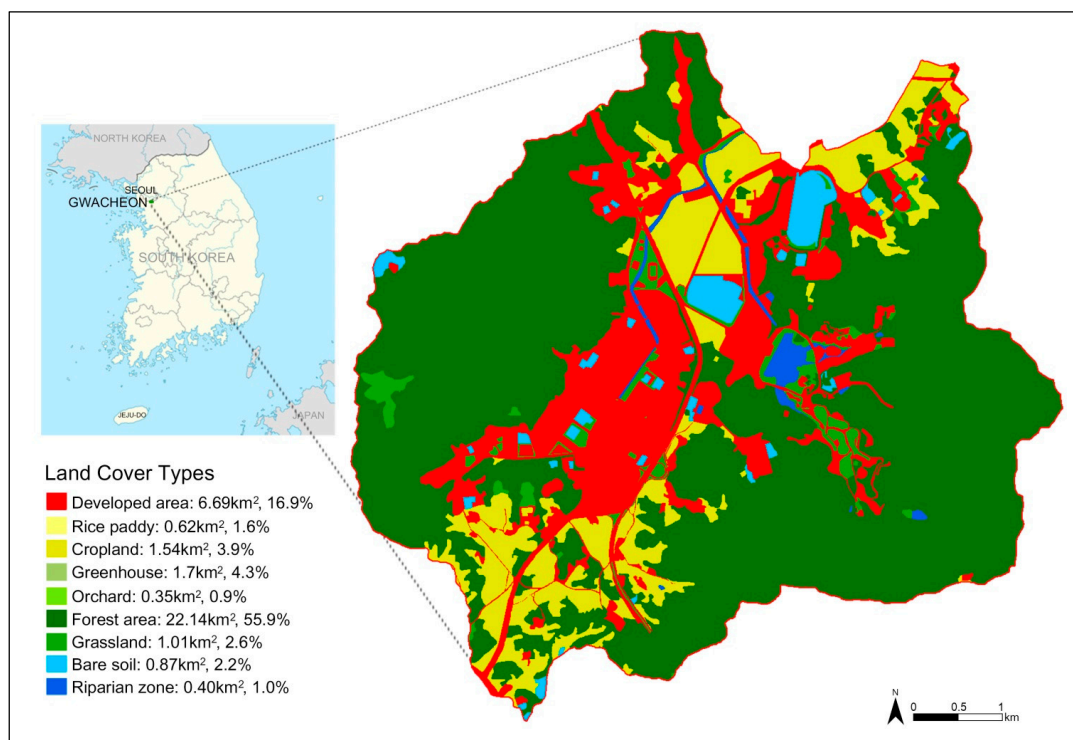 NORTH KOREA
SEOUL
GWACHEON
SOUTH KOREA
JEJU-DO
JAPAN
Land Cover Types
Developed area: 6.69km², 16.9%
Rice paddy: 0.62km², 1.6%
Cropland: 1.54km², 3.9%
Greenhouse: 1.7km², 4.3%
Orchard: 0.35km², 0.9%
Forest area: 22.14km², 55.9%
Grassland: 1.01km², 2.6%
Bare soil: 0.87km², 2.2%
Riparian zone: 0.40km², 1.0%
N
0 0.5 1
km